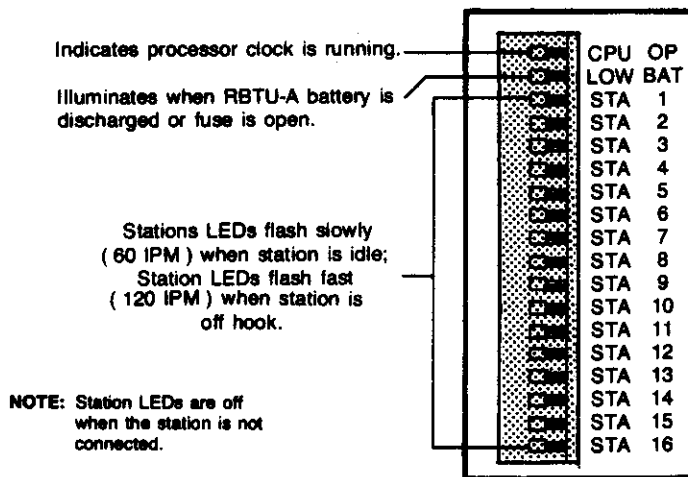 Indicates processor clock is running.
Illuminates when RBTU-A battery is
discharged or fuse is open.
Stations LEDs flash slowly
( 60 IPM ) when station is idle;
Station LEDs flash fast
( 120 IPM ) when station is
off hook.
NOTE: Station LEDs are off
when the station is not
connected.
CPU OP
LOW BAT
STA 1
STA 2
STA 3
STA 4
STA 5
STA 6
STA 7
STA 8
STA 9
STA 10
STA 11
STA 12
STA 13
STA 14
STA 15
STA 16